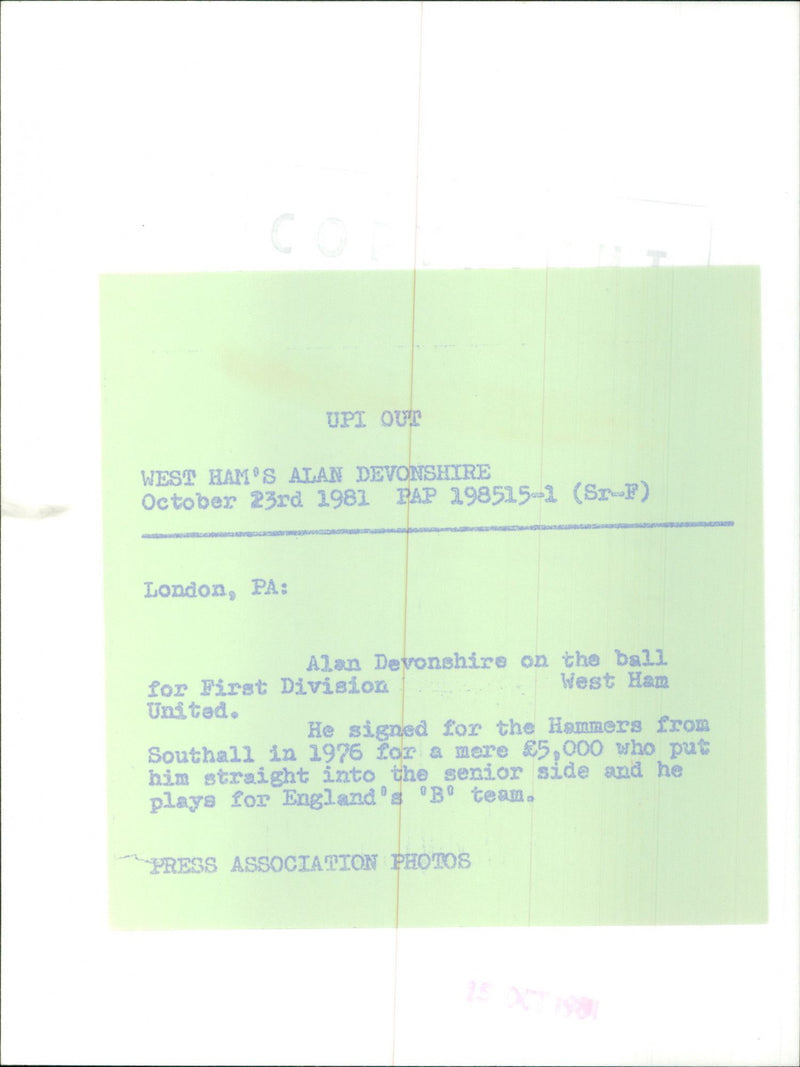 UPI OUT
WEST HAM'S ALAN DEVONSHIRE
October 23rd 1981 PAP 198515-1 (Sr-F)
London, PA:
Alan Devonshire on the ball
for First Division West Ham
United.
He signed for the Hammers from
Southall in 1976 for a mere £5,000 who put
him straight into the senior side and he
plays for England's 'B' team.
PRESS ASSOCIATION PHOTOS
OCT 1981